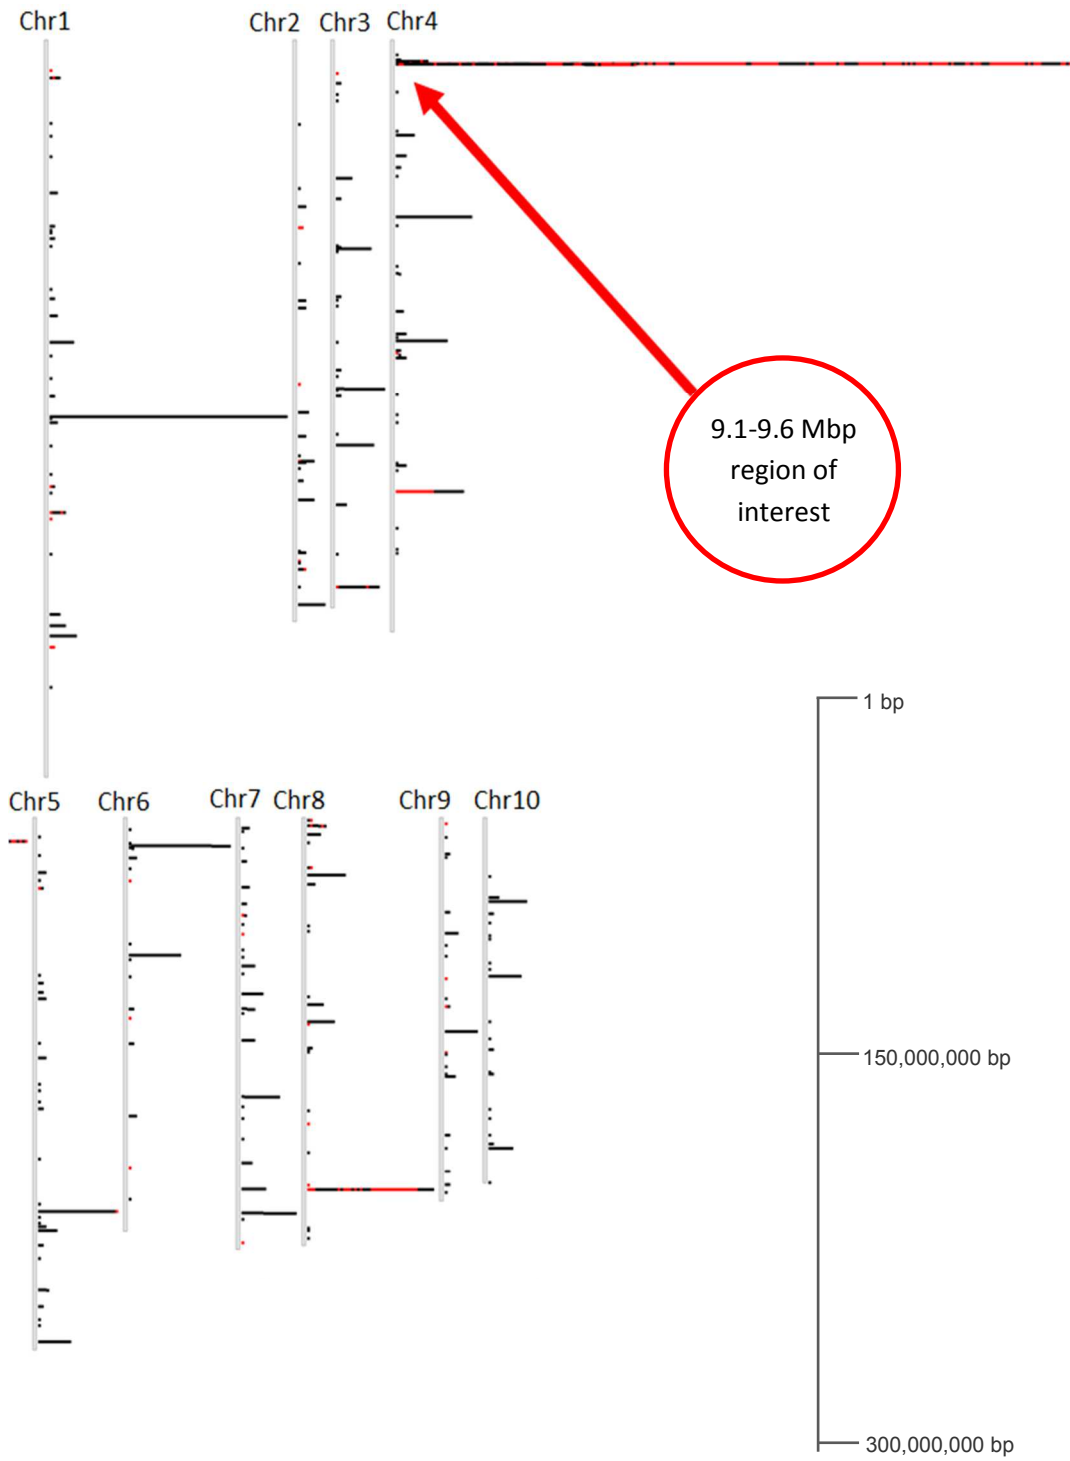 Chr1
Chr2
Chr3
Chr4
9.1-9.6 Mbp
region of
interest
1 bp
Chr5
Chr6
Chr7
Chr8
Chr9
Chr10
150,000,000 bp
300,000,000 bp